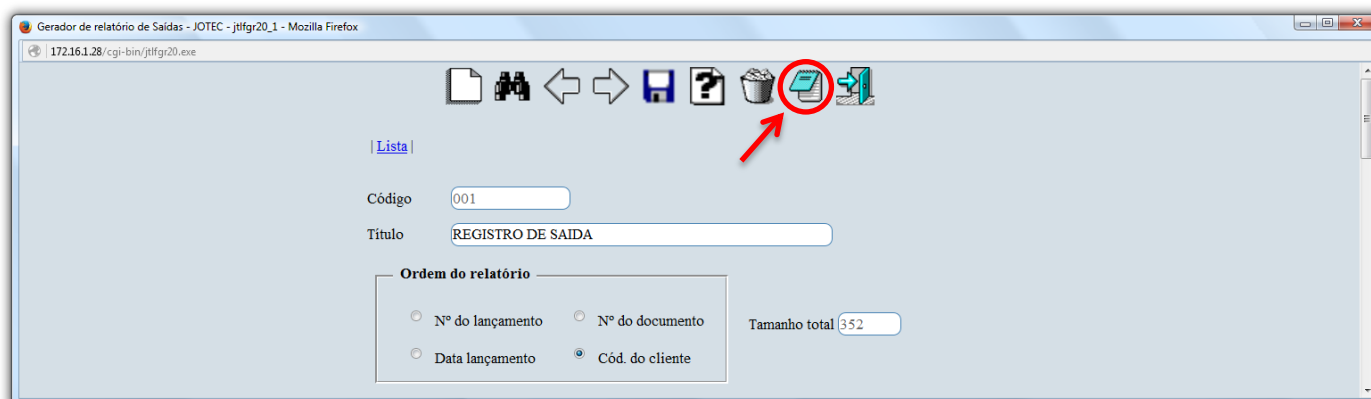 Gerador de relatório de Saídas - JOTEC - jtlfgr20_1 - Mozilla Firefox
172.16.1.28/cgi-bin/jtlfgr20.exe
| Lista |
Código 001
Título REGISTRO DE SAIDA
Ordem do relatório
Nº do lançamento Nº do documento Tamanho total 352
Data lançamento Cód. do cliente